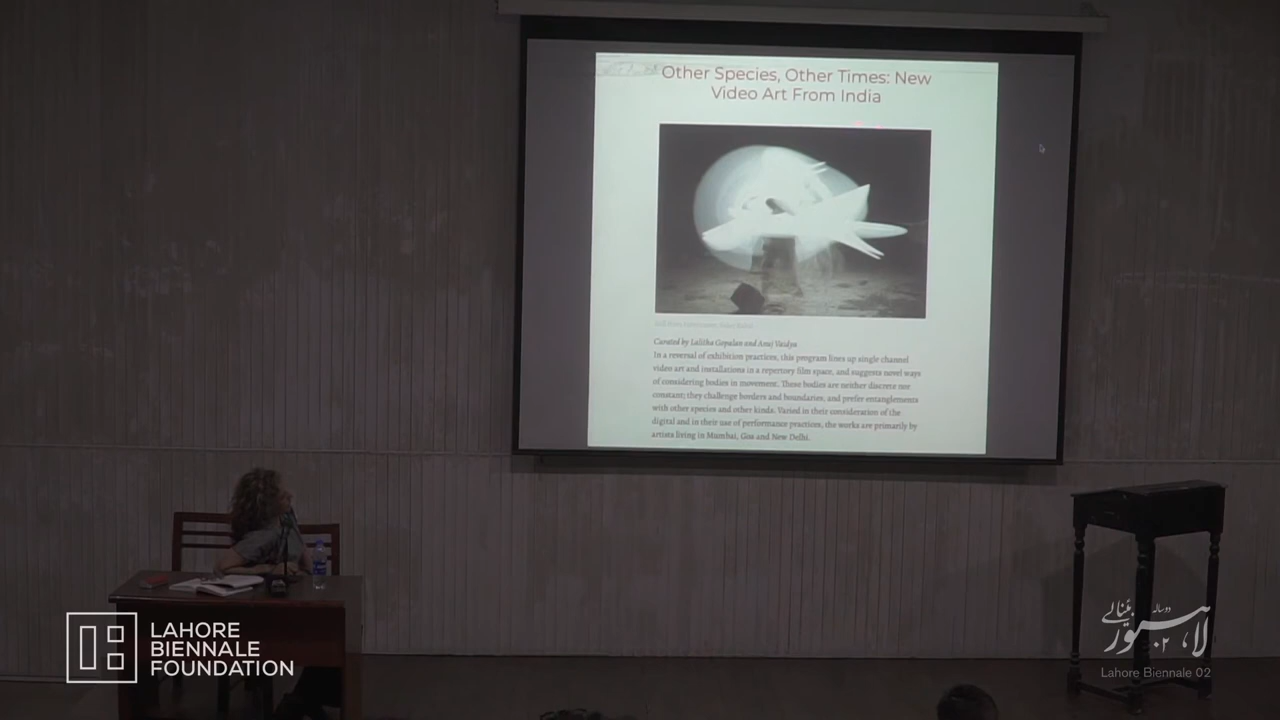 Other Species, Other Times: New
Video Art From India
Curated by Lalitha Gopalan and Anuj Vaidya
In a reversal of exhibition practices, this program lines up single channel
video art and installations in a repertory film space, and suggests novel ways
of considering bodies in movement. These bodies are neither discrete nor
constant; they challenge borders and boundaries, and prefer entanglements
with other species and other kinds. Varied in their consideration of the
digital and in their use of performance practices, the works are primarily by
artists living in Mumbai, Goa and New Delhi.
LAHORE
BIENNALE
FOUNDATION
لاہور دوسالہ بئینالے ۰۲
Lahore Biennale 02